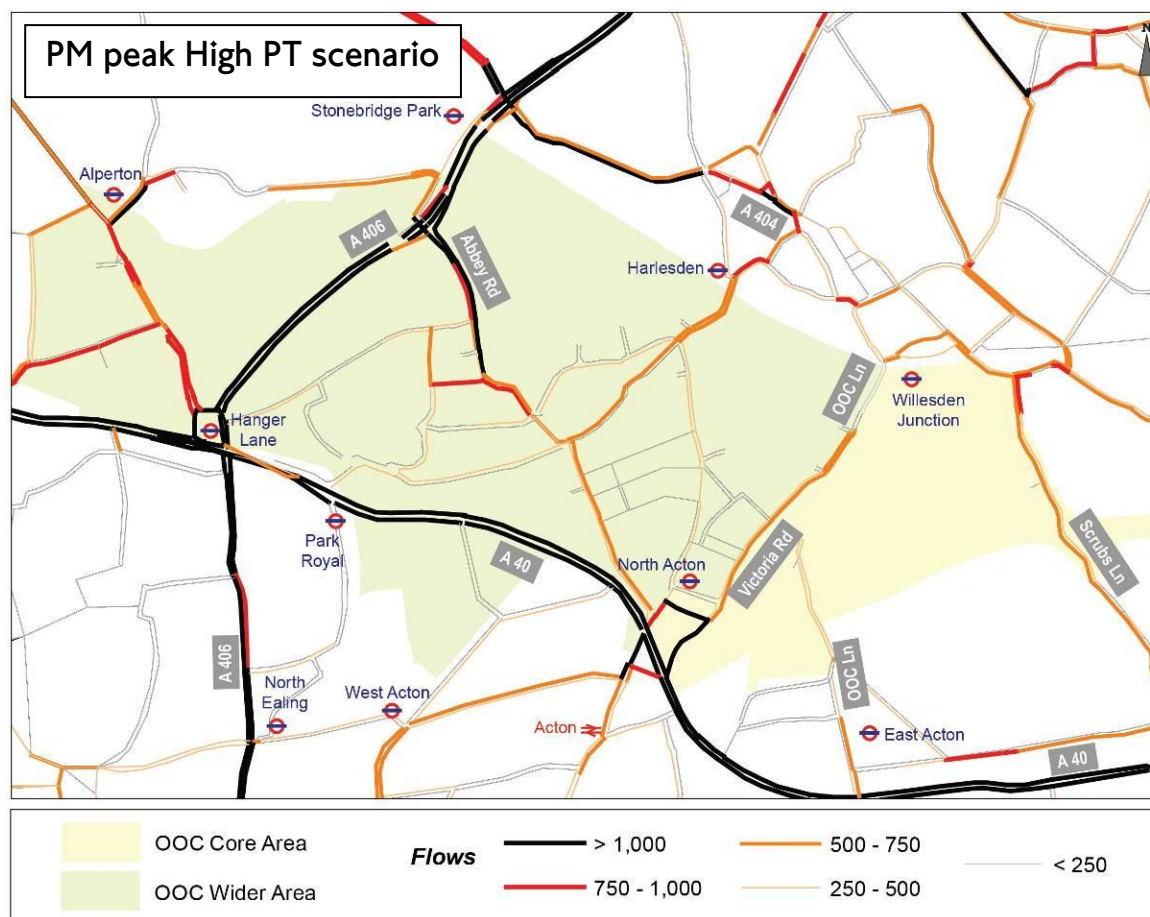 PM peak High PT scenario
N
Stonebridge Park
Alperton
A 406
Abbey Rd
A 404
Harlesden
OOC Ln
Willesden
Junction
Hanger
Lane
Park
Royal
A 40
North Acton
Victoria Rd
Scrubs Ln
A 406
North
Ealing
West Acton
Acton
OOC Ln
East Acton
A 40
OOC Core Area
OOC Wider Area
Flows
> 1,000
750 - 1,000
500 - 750
250 - 500
< 250